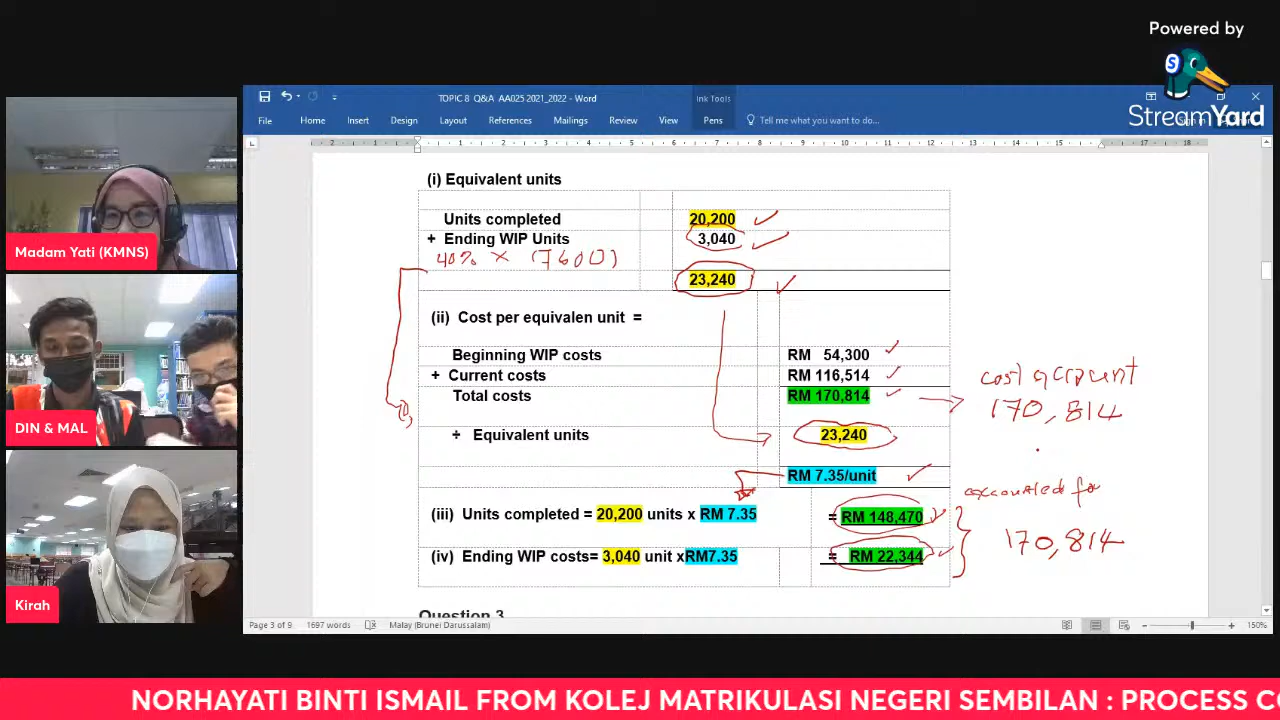 Powered by
StreamYard
TOPIC 8 Q&A AA025 2021_2022 - Word
Ink Tools
File Home Insert Design Layout References Mailings Review View Pens Tell me what you want to do...
(i) Equivalent units
Units completed 20,200
+ Ending WIP Units 3,040
40% x (7600)
23,240
(ii) Cost per equivalen unit =
Beginning WIP costs RM 54,300
+ Current costs RM 116,514
Total costs RM 170,814
170,814
÷ Equivalent units 23,240
RM 7.35/unit
accounted for
(iii) Units completed = 20,200 units x RM 7.35 = RM 148,470
170,814
(iv) Ending WIP costs= 3,040 unit xRM7.35 = RM 22,344
Question 3
Page 3 of 9 1697 words Malay (Brunei Darussalam) 150%
Madam Yati (KMNS)
DIN & MAL
Kirah
NORHAYATI BINTI ISMAIL FROM KOLEJ MATRIKULASI NEGERI SEMBILAN : PROCESS CO